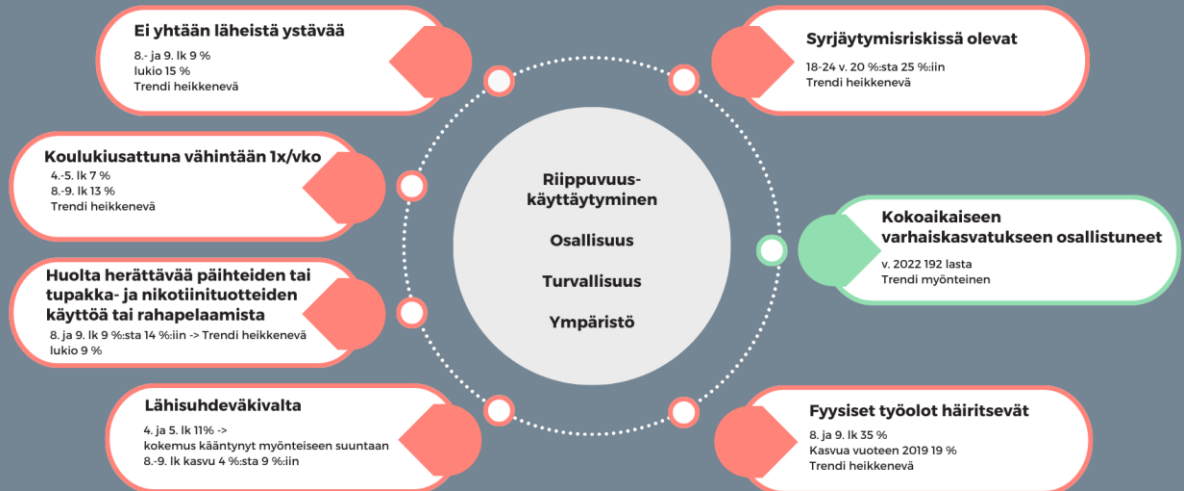 Ei yhtään läheistä ystävää
8.- ja 9. lk 9 %
lukio 15 %
Trendi heikkenevä
Koulukiusattuna vähintään 1x/vko
4.-5. lk 7 %
8.-9. lk 13 %
Trendi heikkenevä
Huolta herättävää päihteiden tai
tupakka- ja nikotiinituotteiden
käyttöä tai rahapelaamista
8. ja 9. lk 9 %:sta 14 %:iin -> Trendi heikkenevä
lukio 9 %
Lähisuhdeväkivalta
4. ja 5. lk 11% ->
kokemus kääntynyt myönteiseen suuntaan
8.-9. lk kasvu 4 %:sta 9 %:iin
Riippuvuus-
käyttäytyminen
Osallisuus
Turvallisuus
Ympäristö
Syrjäytymisriskissä olevat
18-24 v. 20 %:sta 25 %:iin
Trendi heikkenevä
Kokoaikaiseen
varhaiskasvatukseen osallistuneet
v. 2022 192 lasta
Trendi myönteinen
Fyysiset työolot häiritsevät
8. ja 9. lk 35 %
Kasvua vuoteen 2019 19 %
Trendi heikkenevä